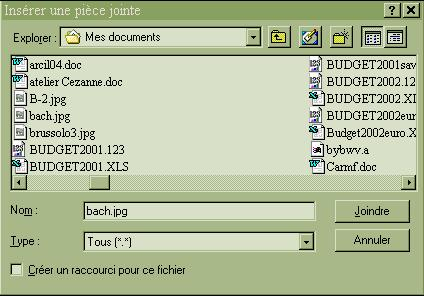 Insérer une pièce jointe
Explorer : Mes documents
arcil04.doc
atelier Cezanne.doc
B-2.jpg
bach.jpg
brussolo3.jpg
BUDGET2001.123
BUDGET2001.XLS
BUDGET2001sav
BUDGET2002.12
BUDGET2002.XL
BUDGET2002eur
Budget2002euro.X
bybwv.a
Carmf.doc
Nom : bach.jpg Joindre
Type : Tous (*.*) Annuler
Créer un raccourci pour ce fichier